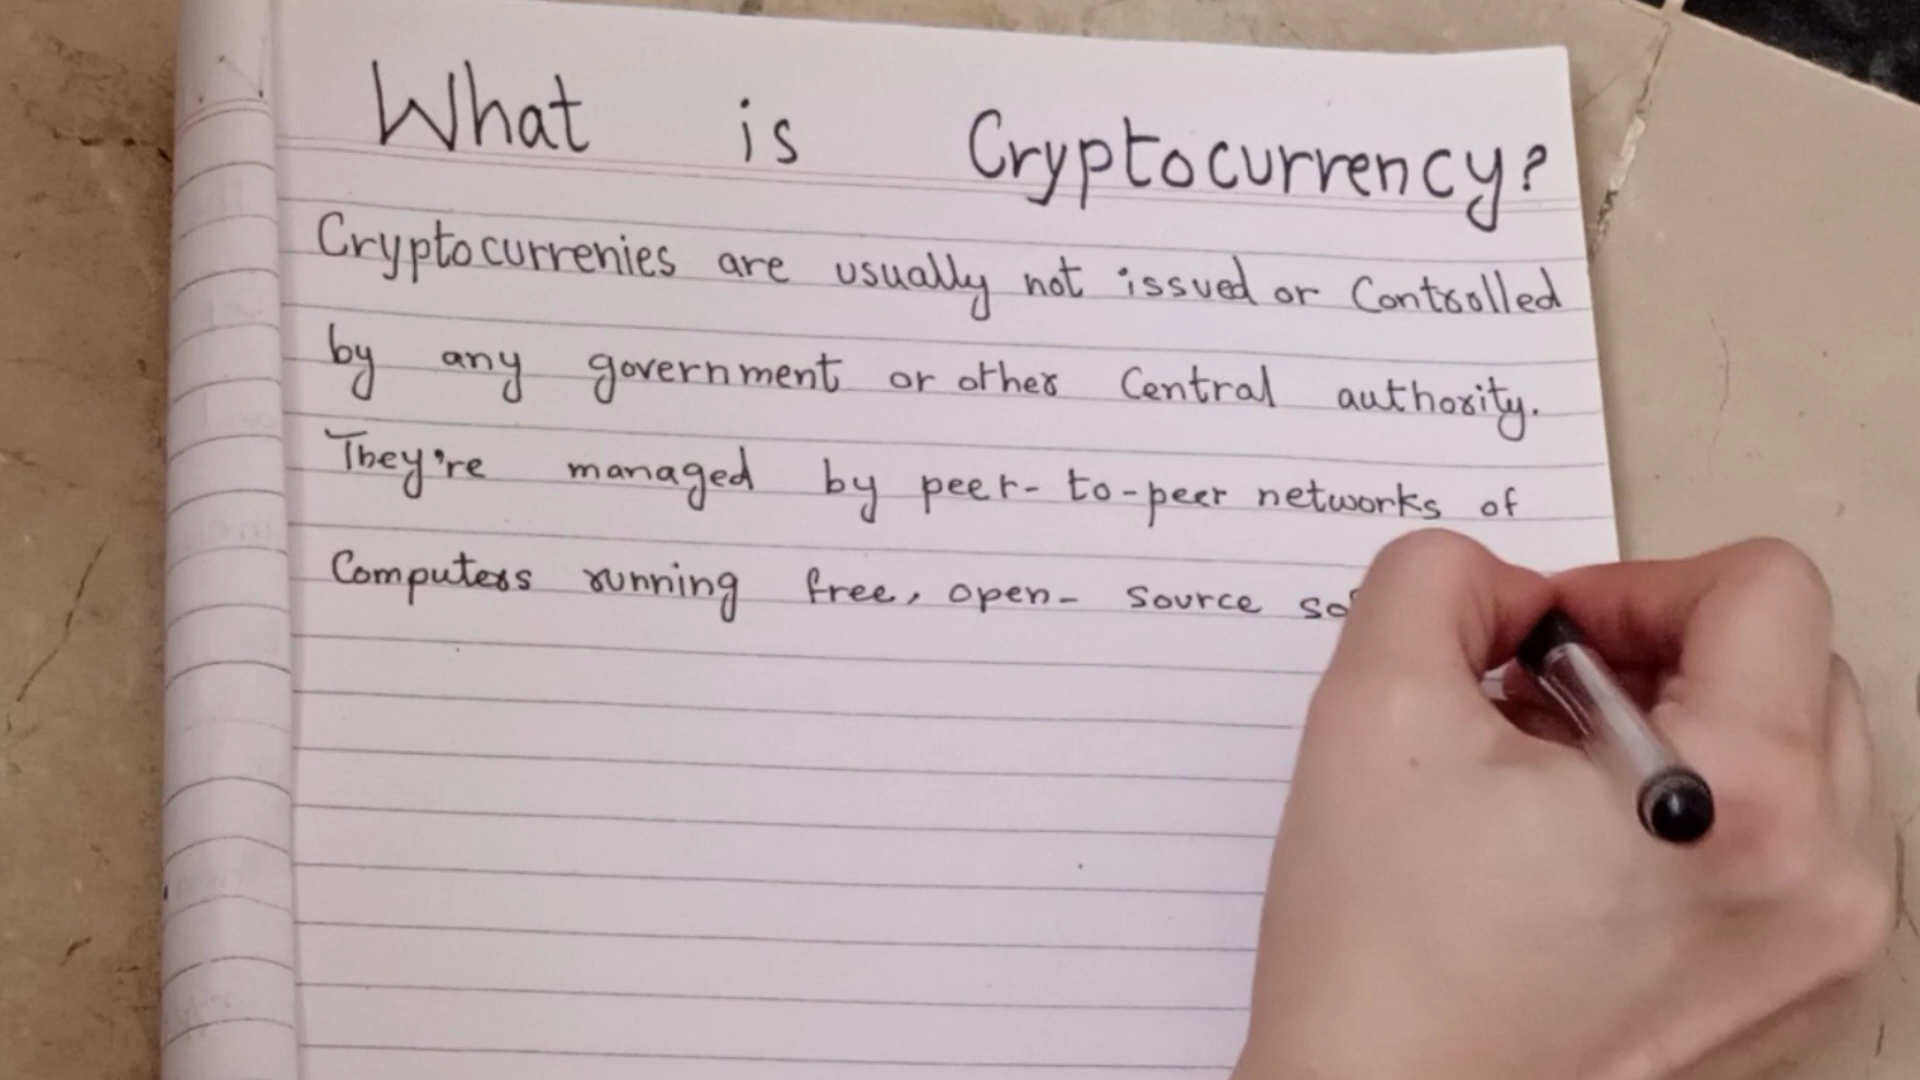 What is Cryptocurrency?
Cryptocurrenies are usually not issued or Controlled
by any government or other Central authority.
They're managed by peer-to-peer networks of
Computers running free, open-source